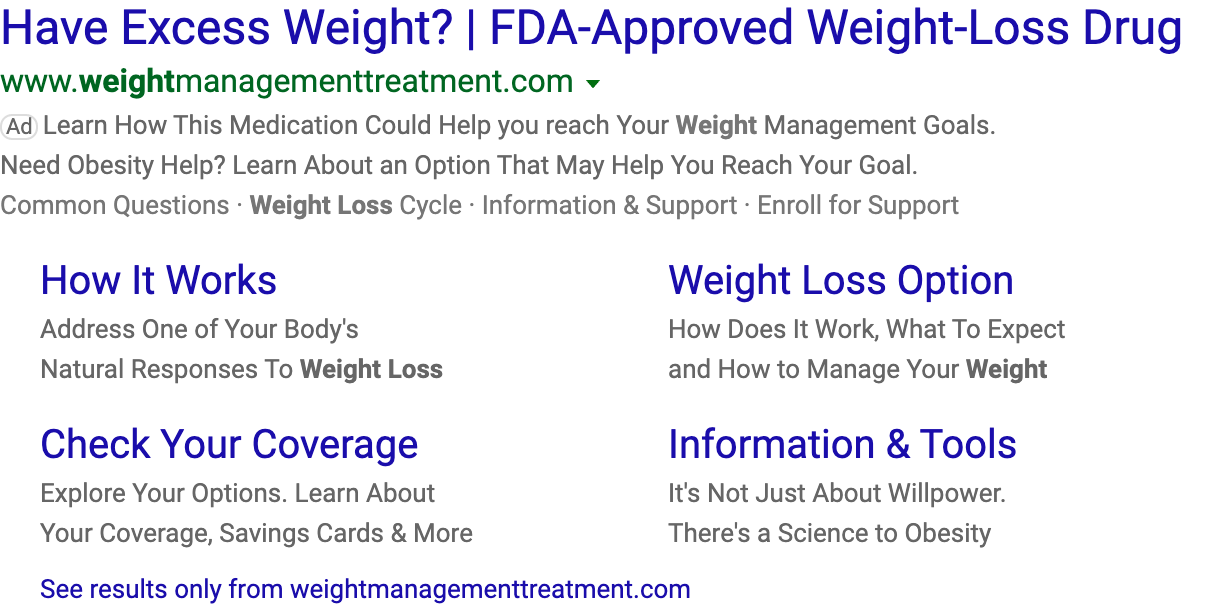 Have Excess Weight? | FDA-Approved Weight-Loss Drug
www.weightmanagementtreatment.com
Ad Learn How This Medication Could Help you reach Your Weight Management Goals.
Need Obesity Help? Learn About an Option That May Help You Reach Your Goal.
Common Questions · Weight Loss Cycle · Information & Support · Enroll for Support
How It Works
Address One of Your Body's
Natural Responses To Weight Loss
Weight Loss Option
How Does It Work, What To Expect
and How to Manage Your Weight
Check Your Coverage
Explore Your Options. Learn About
Your Coverage, Savings Cards & More
Information & Tools
It's Not Just About Willpower.
There's a Science to Obesity
See results only from weightmanagementtreatment.com